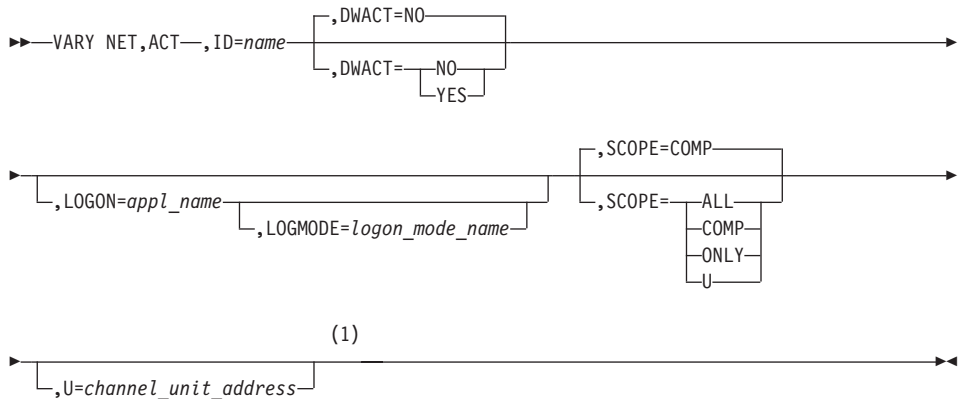 ,DWACT=NO
VARY NET,ACT ,ID=name
,DWACT= NO
YES
,SCOPE=COMP
,LOGON=appl_name ,SCOPE= ALL
,LOGMODE=logon_mode_name COMP
ONLY
U
(1)
,U=channel_unit_address